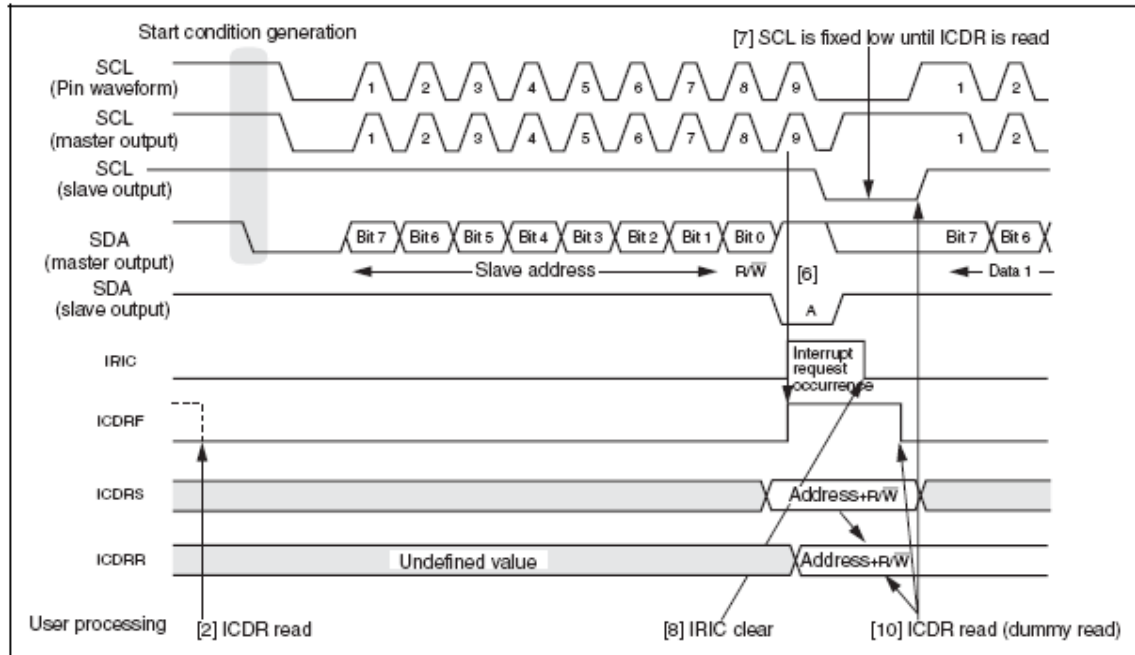 Start condition generation
[7] SCL is fixed low until ICDR is read
SCL
(Pin waveform)
1 2 3 4 5 6 7 8 9 1 2
SCL
(master output)
1 2 3 4 5 6 7 8 9 1 2
SCL
(slave output)
SDA
(master output)
Bit 7 Bit 6 Bit 5 Bit 4 Bit 3 Bit 2 Bit 1 Bit 0 Bit 7 Bit 6
Slave address R/W̅ [6] Data 1
SDA
(slave output)
A
IRIC
Interrupt
request
occurrence
ICDRF
ICDRS
Address+R/W̅
ICDRR
Undefined value
Address+R/W̅
User processing
[2] ICDR read
[8] IRIC clear
[10] ICDR read (dummy read)